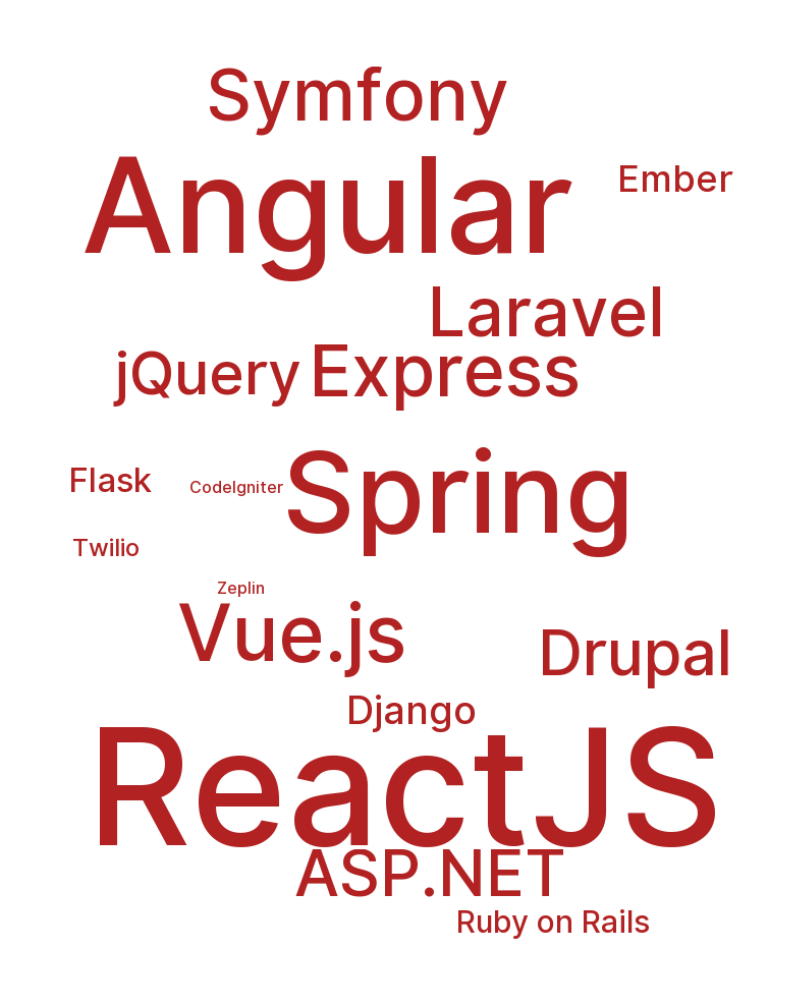 Symfony
Angular
Ember
Laravel
jQuery
Express
Spring
Flask
CodeIgniter
Twilio
Zeplin
Vue.js
Drupal
Django
ReactJS
ASP.NET
Ruby on Rails